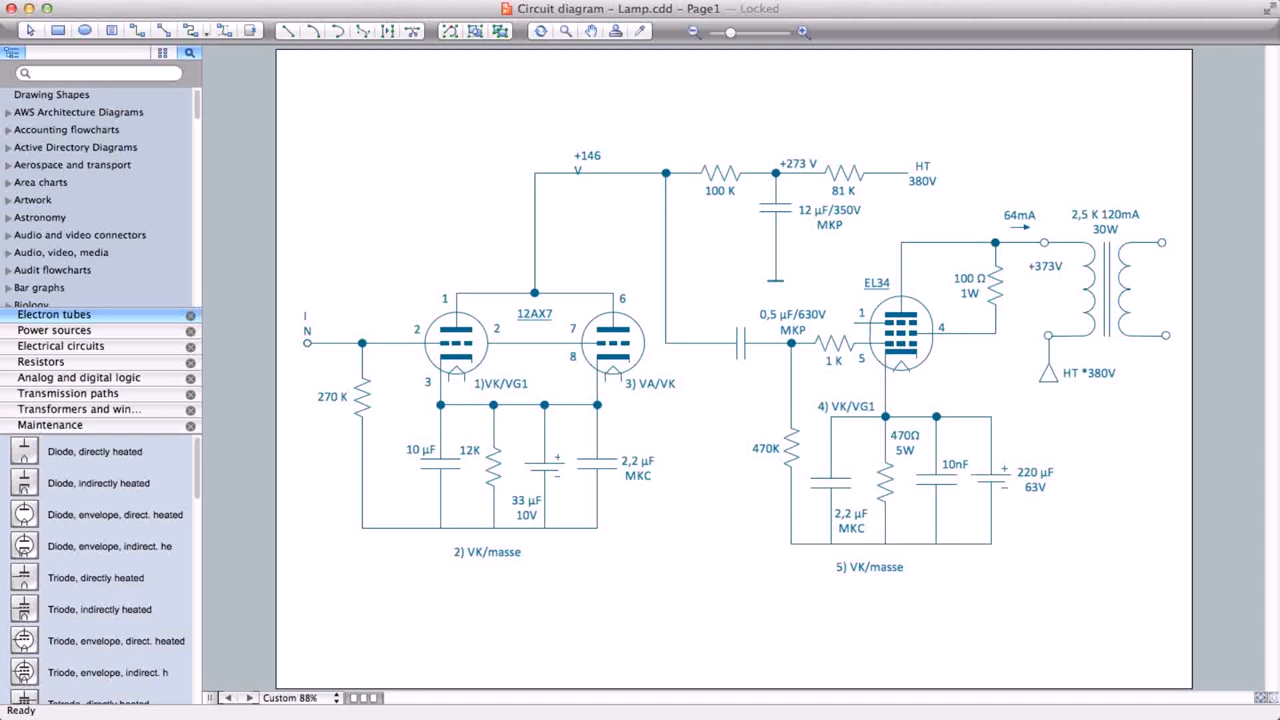 Circuit diagram - Lamp.cdd - Page1 - Locked
Drawing Shapes
AWS Architecture Diagrams
Accounting flowcharts
Active Directory Diagrams
Aerospace and transport
Area charts
Artwork
Astronomy
Audio and video connectors
Audio, video, media
Audit flowcharts
Bar graphs
Biology
Electron tubes
Power sources
Electrical circuits
Resistors
Analog and digital logic
Transmission paths
Transformers and win...
Maintenance
Diode, directly heated
Diode, indirectly heated
Diode, envelope, direct. heated
Diode, envelope, indirect. he
Triode, directly heated
Triode, indirectly heated
Triode, envelope, direct. heated
Triode, envelope, indirect. h
Tetrode, directly heated
+146
V
100 K
+273 V
81 K
HT
380V
12 µF/350V
MKP
64mA
2,5 K 120mA
30W
+373V
100 Ω
1W
HT *380V
EL34
1
4
5
0,5 µF/630V
MKP
1 K
I
N
1
2
3
12AX7
2
6
7
8
1)VK/VG1
3) VA/VK
270 K
10 µF
12K
+
−
33 µF
10V
2,2 µF
MKC
2) VK/masse
4) VK/VG1
470K
470Ω
5W
10nF
+
−
220 µF
63V
2,2 µF
MKC
5) VK/masse
Custom 88%
Ready